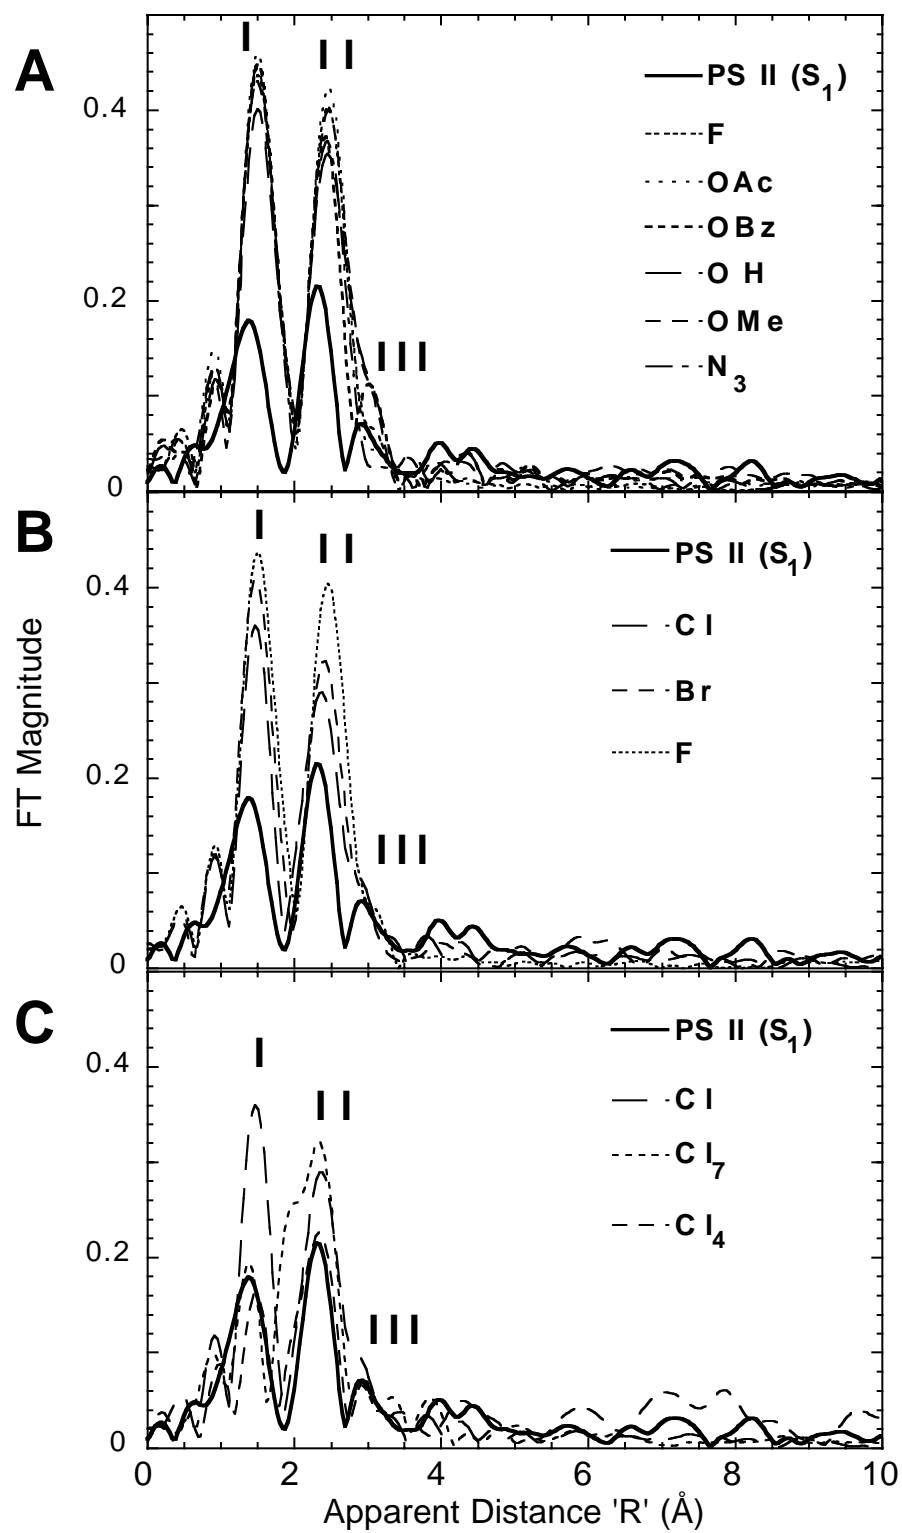 A
I
II
III
PS II (S1)
F
OAc
OBz
OH
OMe
N3
0.4
0.2
0
B
I
II
III
PS II (S1)
Cl
Br
F
0.4
0.2
0
FT Magnitude
C
I
II
III
PS II (S1)
Cl
Cl7
Cl4
0.4
0.2
0
0 2 4 6 8 10
Apparent Distance 'R' (Å)